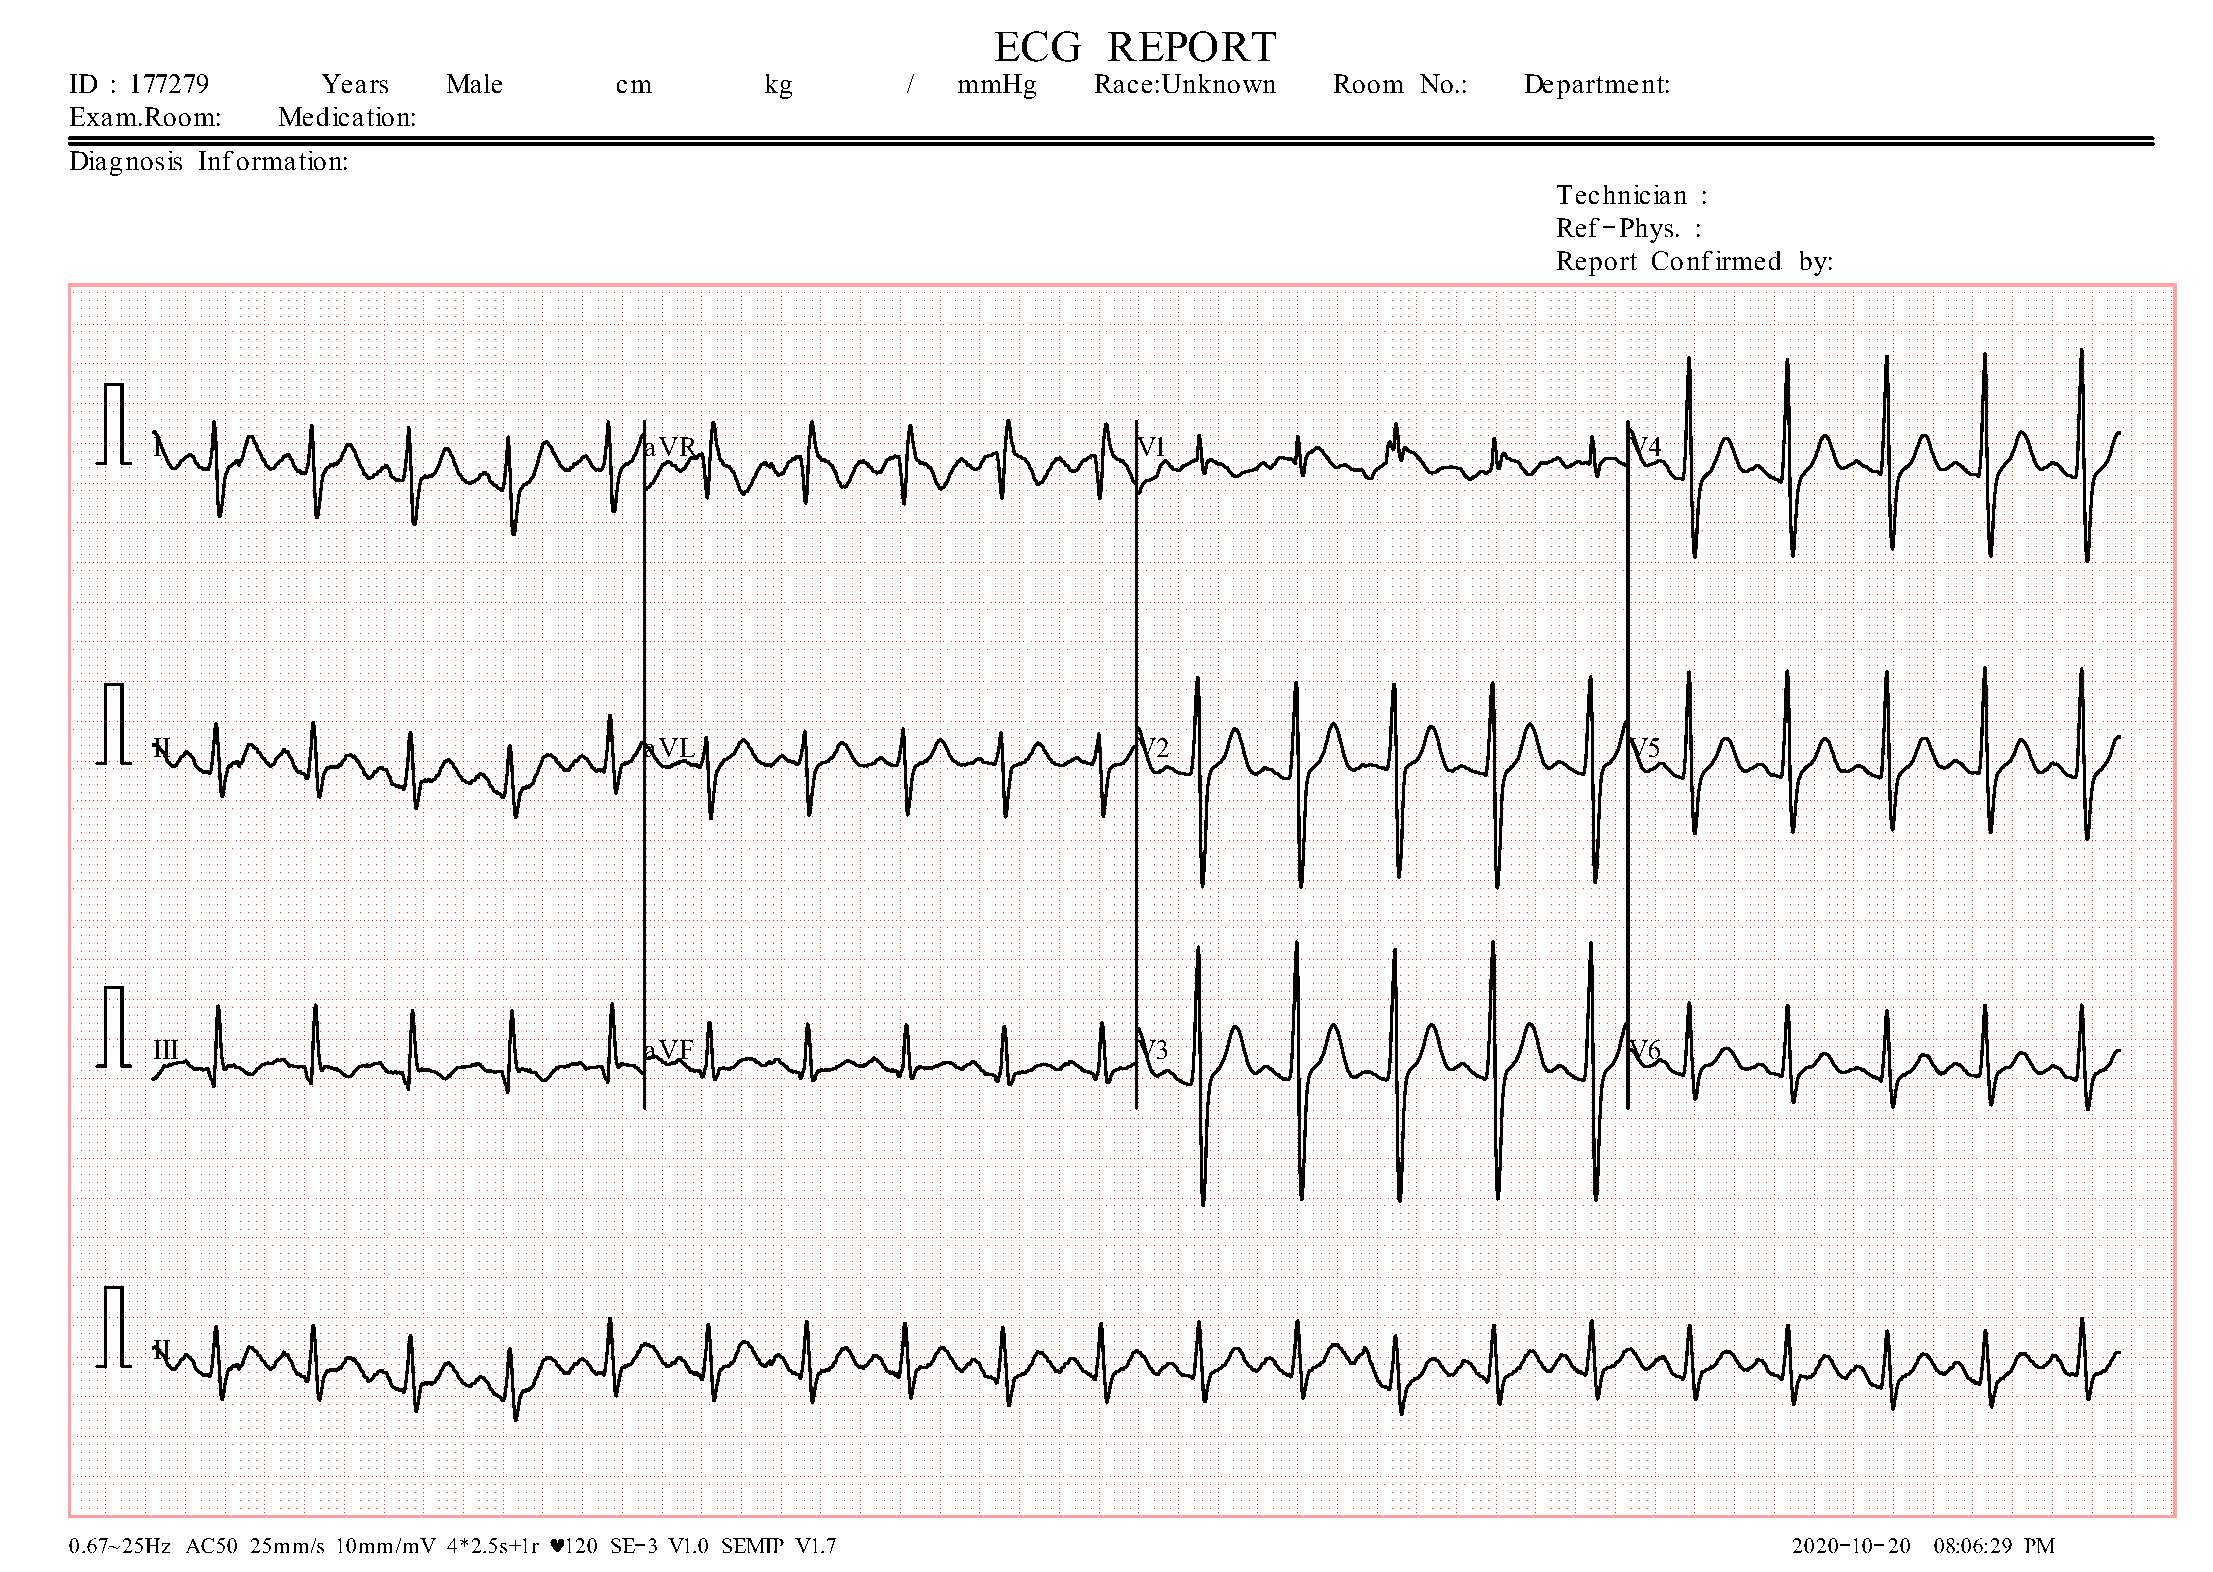 ECG REPORT
ID : 177279 Years Male cm kg / mmHg Race:Unknown Room No.: Department:
Exam.Room: Medication:
Diagnosis Information:
Technician :
Ref-Phys. :
Report Confirmed by:
I aVR V1 V4
II aVL V2 V5
III aVF V3 V6
II
0.67~25Hz AC50 25mm/s 10mm/mV 4*2.5s+1r ♥120 SE-3 V1.0 SEMIP V1.7
2020-10-20 08:06:29 PM